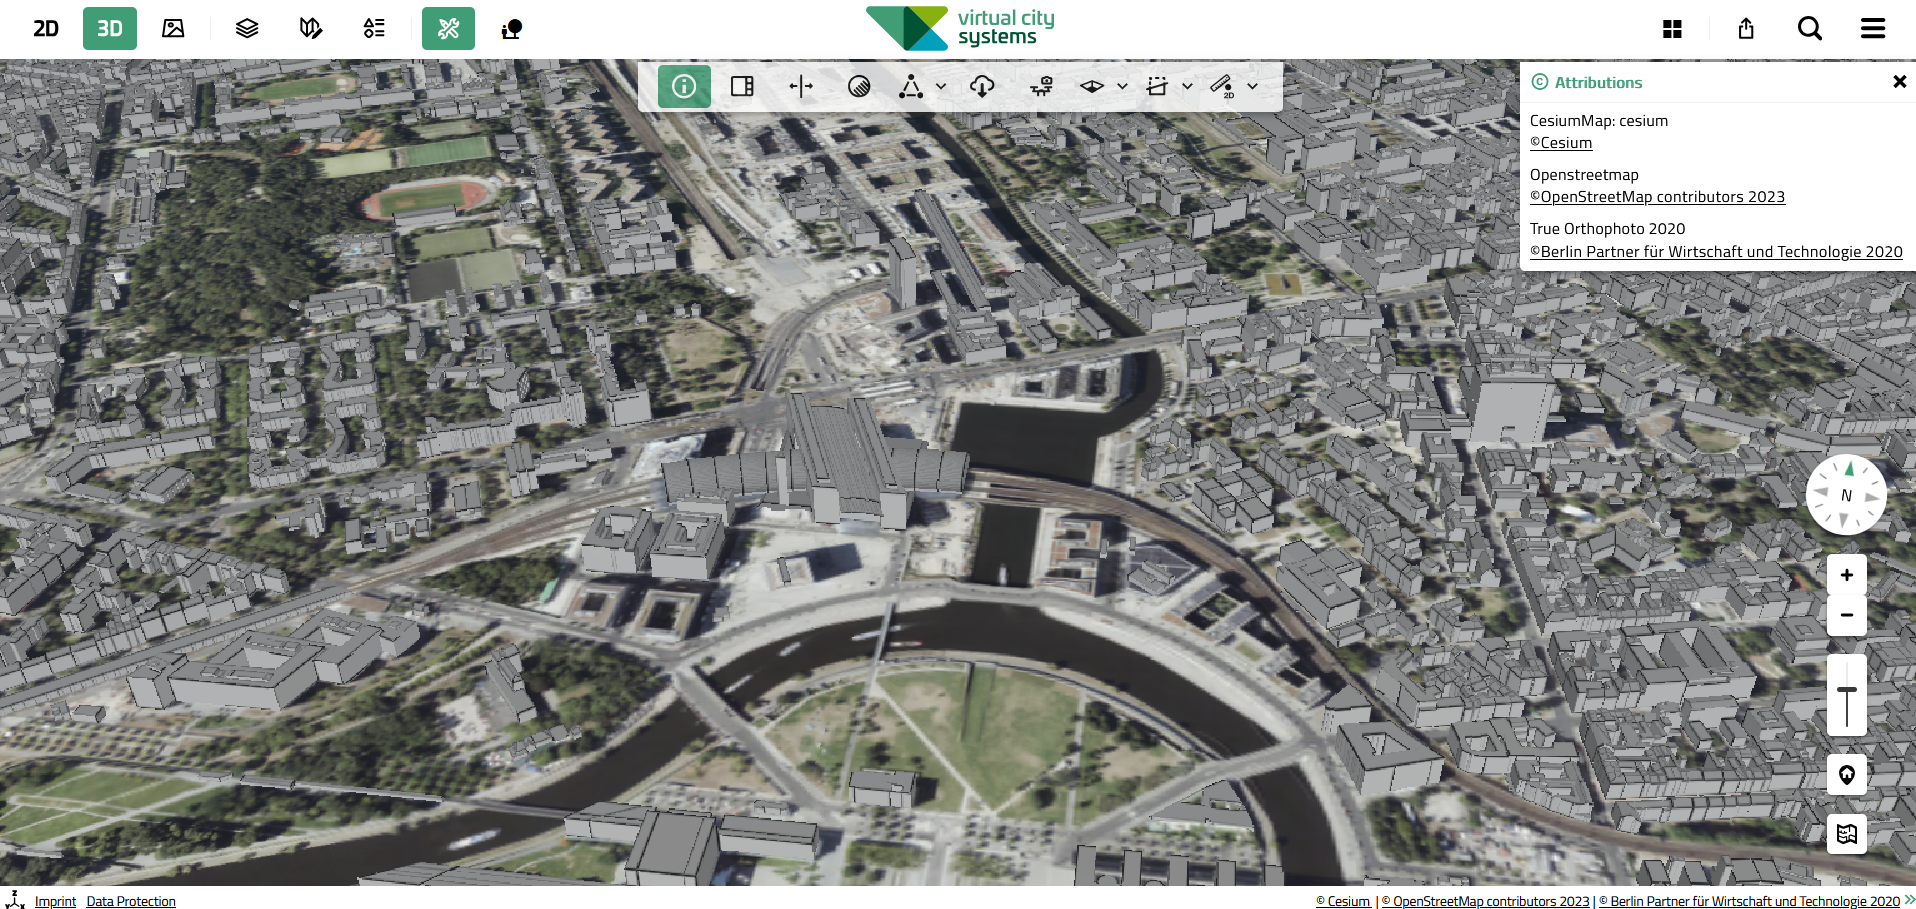 2D
3D
virtual city
systems
2D
Attributions
CesiumMap: cesium
©Cesium
Openstreetmap
©OpenStreetMap contributors 2023
True Orthophoto 2020
©Berlin Partner für Wirtschaft und Technologie 2020
N
Z
Y
X
Imprint Data Protection
© Cesium | © OpenStreetMap contributors 2023 | © Berlin Partner für Wirtschaft und Technologie 2020